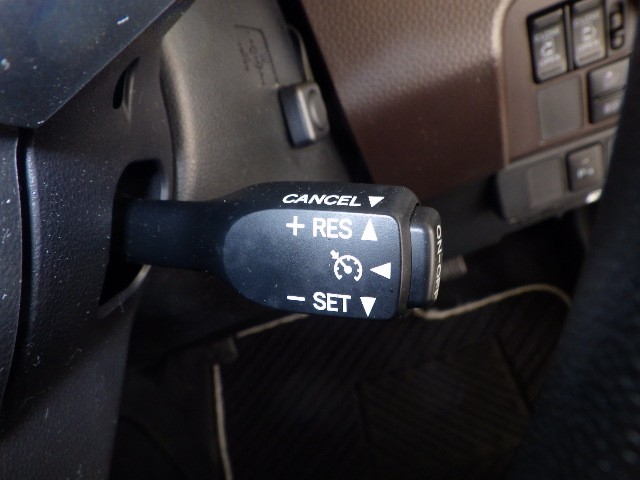 CANCEL ▼
+ RES ▲
◀
− SET ▼
ON-OFF